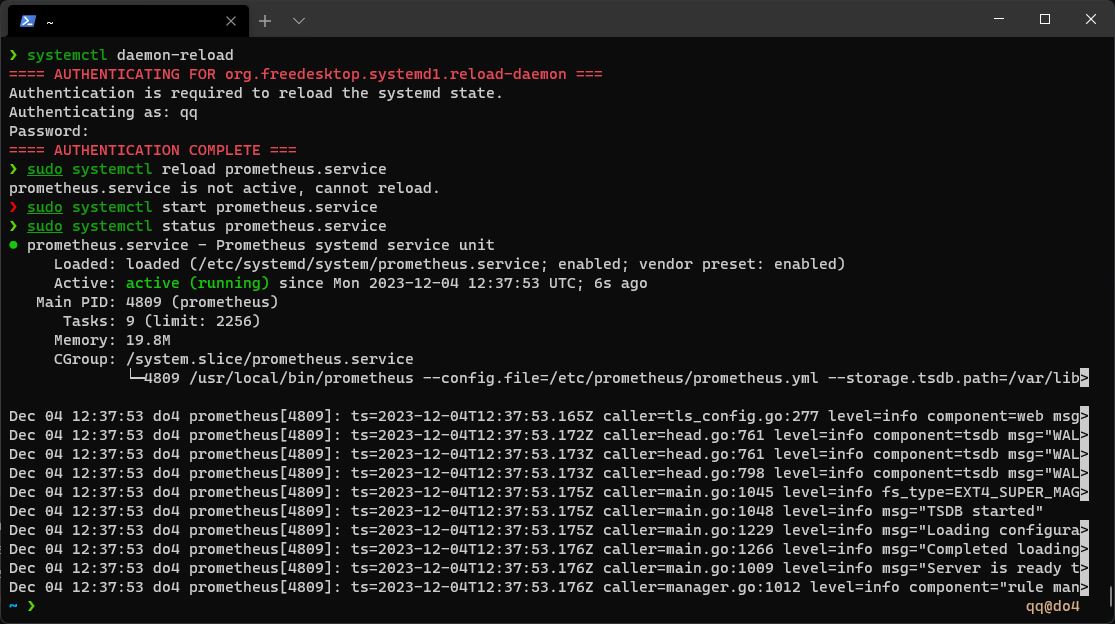 ~
❯ systemctl daemon-reload
==== AUTHENTICATING FOR org.freedesktop.systemd1.reload-daemon ===
Authentication is required to reload the systemd state.
Authenticating as: qq
Password:
==== AUTHENTICATION COMPLETE ===
❯ sudo systemctl reload prometheus.service
prometheus.service is not active, cannot reload.
❯ sudo systemctl start prometheus.service
❯ sudo systemctl status prometheus.service
● prometheus.service - Prometheus systemd service unit
Loaded: loaded (/etc/systemd/system/prometheus.service; enabled; vendor preset: enabled)
Active: active (running) since Mon 2023-12-04 12:37:53 UTC; 6s ago
Main PID: 4809 (prometheus)
Tasks: 9 (limit: 2256)
Memory: 19.8M
CGroup: /system.slice/prometheus.service
└─4809 /usr/local/bin/prometheus --config.file=/etc/prometheus/prometheus.yml --storage.tsdb.path=/var/lib>
Dec 04 12:37:53 do4 prometheus[4809]: ts=2023-12-04T12:37:53.165Z caller=tls_config.go:277 level=info component=web msg>
Dec 04 12:37:53 do4 prometheus[4809]: ts=2023-12-04T12:37:53.172Z caller=head.go:761 level=info component=tsdb msg="WAL>
Dec 04 12:37:53 do4 prometheus[4809]: ts=2023-12-04T12:37:53.173Z caller=head.go:761 level=info component=tsdb msg="WAL>
Dec 04 12:37:53 do4 prometheus[4809]: ts=2023-12-04T12:37:53.173Z caller=head.go:798 level=info component=tsdb msg="WAL>
Dec 04 12:37:53 do4 prometheus[4809]: ts=2023-12-04T12:37:53.175Z caller=main.go:1045 level=info fs_type=EXT4_SUPER_MAG>
Dec 04 12:37:53 do4 prometheus[4809]: ts=2023-12-04T12:37:53.175Z caller=main.go:1048 level=info msg="TSDB started"
Dec 04 12:37:53 do4 prometheus[4809]: ts=2023-12-04T12:37:53.175Z caller=main.go:1229 level=info msg="Loading configura>
Dec 04 12:37:53 do4 prometheus[4809]: ts=2023-12-04T12:37:53.176Z caller=main.go:1266 level=info msg="Completed loading>
Dec 04 12:37:53 do4 prometheus[4809]: ts=2023-12-04T12:37:53.176Z caller=main.go:1009 level=info msg="Server is ready t>
Dec 04 12:37:53 do4 prometheus[4809]: ts=2023-12-04T12:37:53.176Z caller=manager.go:1012 level=info component="rule man>
~ ❯ qq@do4